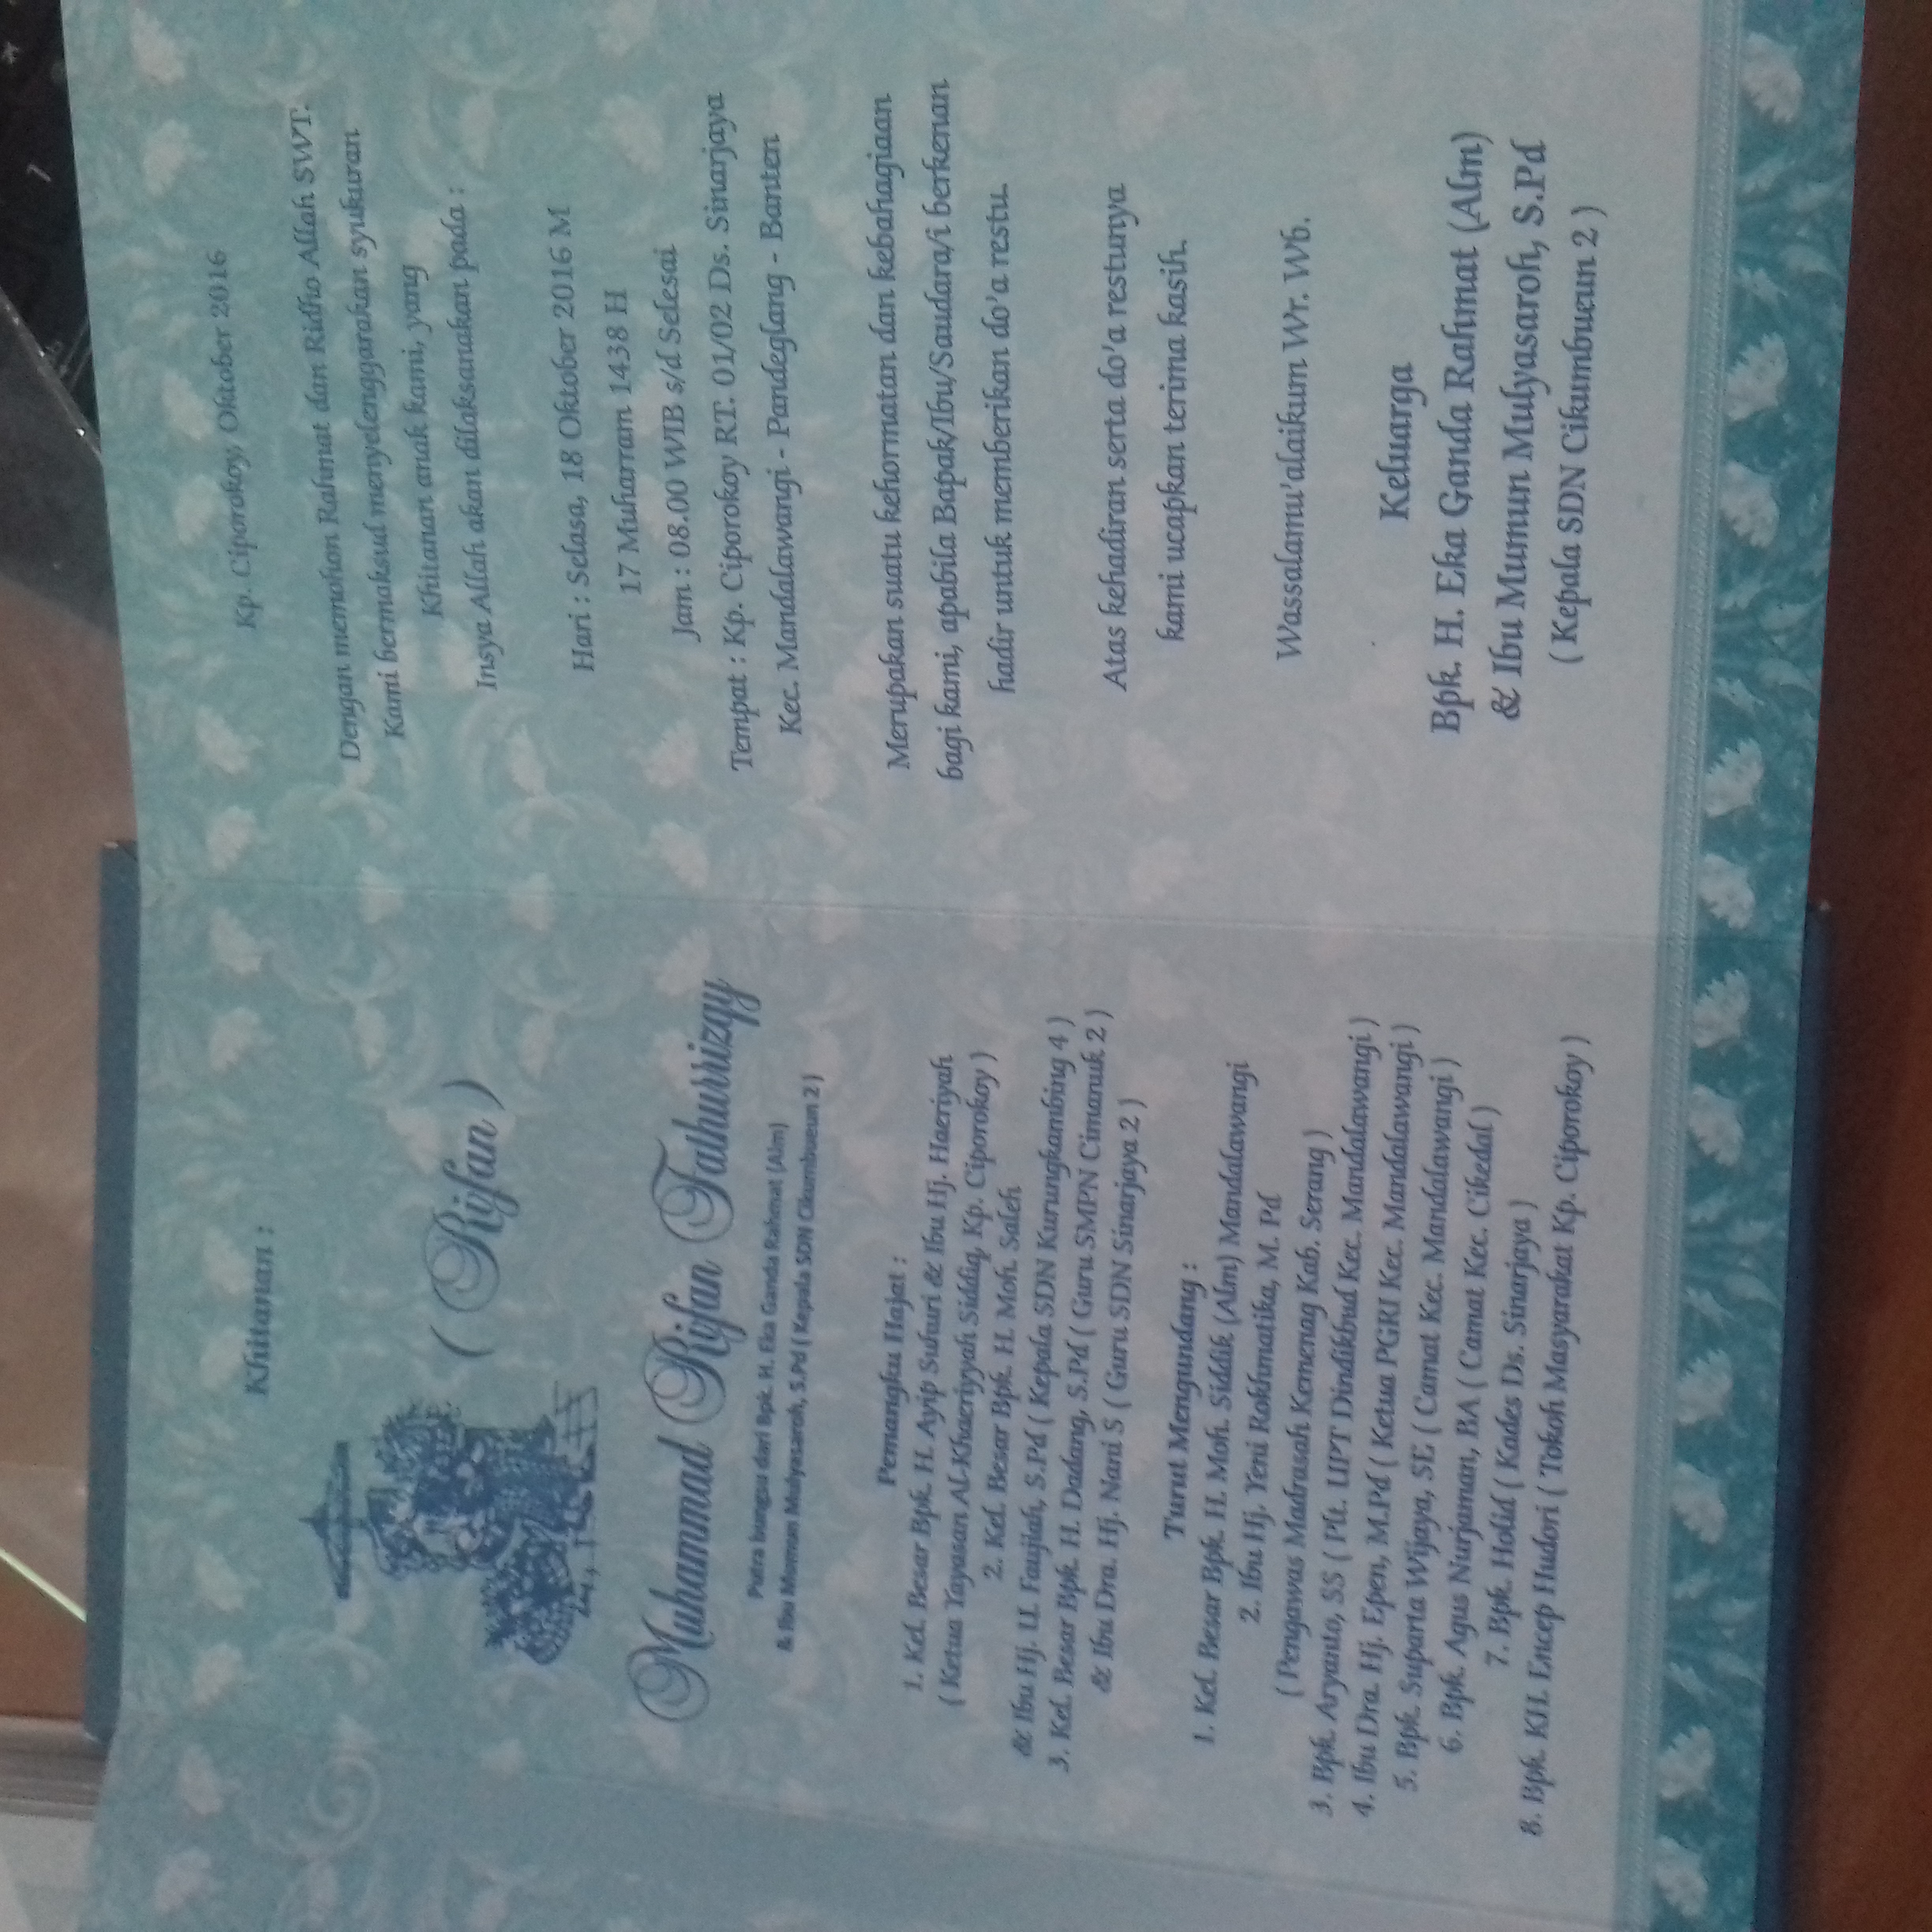 Khitanan :
( Rifan )
Muhammad Rifan Fathurrizqy
Putra bungsu dari Bpk. H. Eka Ganda Rahmat (Alm)
& Ibu Mumun Mulyasaroh, S.Pd ( Kepala SDN Cikumbueun 2 )
Pemangku Hajat :
1. Kel. Besar Bpk. H. Ayip Suhuri & Ibu Hj. Haeriyah
( Ketua Yayasan Al-Khaeriyyah Siddiq, Kp. Ciporokoy )
2. Kel. Besar Bpk. H. Moh. Saleh
& Ibu Hj. U. Faujiah, S.Pd ( Kepala SDN Kurungkambing 4 )
3. Kel. Besar Bpk. H. Dadang, S.Pd ( Guru SMPN Cimanuk 2 )
& Ibu Dra. Hj. Nani S ( Guru SDN Sinarjaya 2 )
Turut Mengundang :
1. Kel. Besar Bpk. H. Moh. Siddik (Alm) Mandalawangi
2. Ibu Hj. Yeni Rokhmatika, M. Pd
( Pengawas Madrasah Kemenag Kab. Serang )
3. Bpk. Aryanto, SS ( Plt. UPT Dindikbud Kec. Mandalawangi )
4. Ibu Dra. Hj. Epen, M.Pd ( Ketua PGRI Kec. Mandalawangi )
5. Bpk. Suparta Wijaya, SE ( Camat Kec. Mandalawangi )
6. Bpk. Agus Nurjaman, BA ( Camat Kec. Cikedal )
7. Bpk. Holid ( Kades Ds. Sinarjaya )
8. Bpk. KH. Encep Hudori ( Tokoh Masyarakat Kp. Ciporokoy )
Kp. Ciporokoy, Oktober 2016
Dengan memohon Rahmat dan Ridho Allah SWT.
Kami bermaksud menyelenggarakan syukuran
Khitanan anak kami, yang
Insya Allah akan dilaksanakan pada :
Hari : Selasa, 18 Oktober 2016 M
17 Muharram 1438 H
Jam : 08.00 WIB s/d Selesai
Tempat : Kp. Ciporokoy RT. 01/02 Ds. Sinarjaya
Kec. Mandalawangi - Pandeglang - Banten
Merupakan suatu kehormatan dan kebahagiaan
bagi kami, apabila Bapak/Ibu/Saudara/i berkenan
hadir untuk memberikan do'a restu.
Atas kehadiran serta do'a restunya
kami ucapkan terima kasih.
Wassalamu'alaikum Wr. Wb.
Keluarga
Bpk. H. Eka Ganda Rahmat (Alm)
& Ibu Mumun Mulyasaroh, S.Pd
( Kepala SDN Cikumbueun 2 )